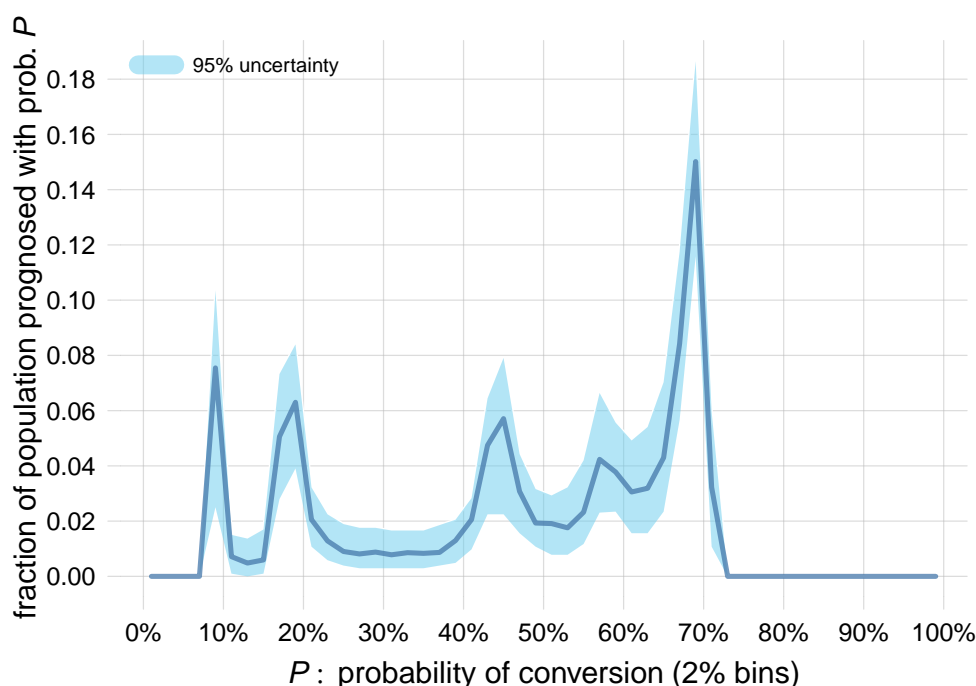 fraction of population prognosed with prob. P
95% uncertainty
0.18
0.16
0.14
0.12
0.10
0.08
0.06
0.04
0.02
0.00
0% 10% 20% 30% 40% 50% 60% 70% 80% 90% 100%
P : probability of conversion (2% bins)